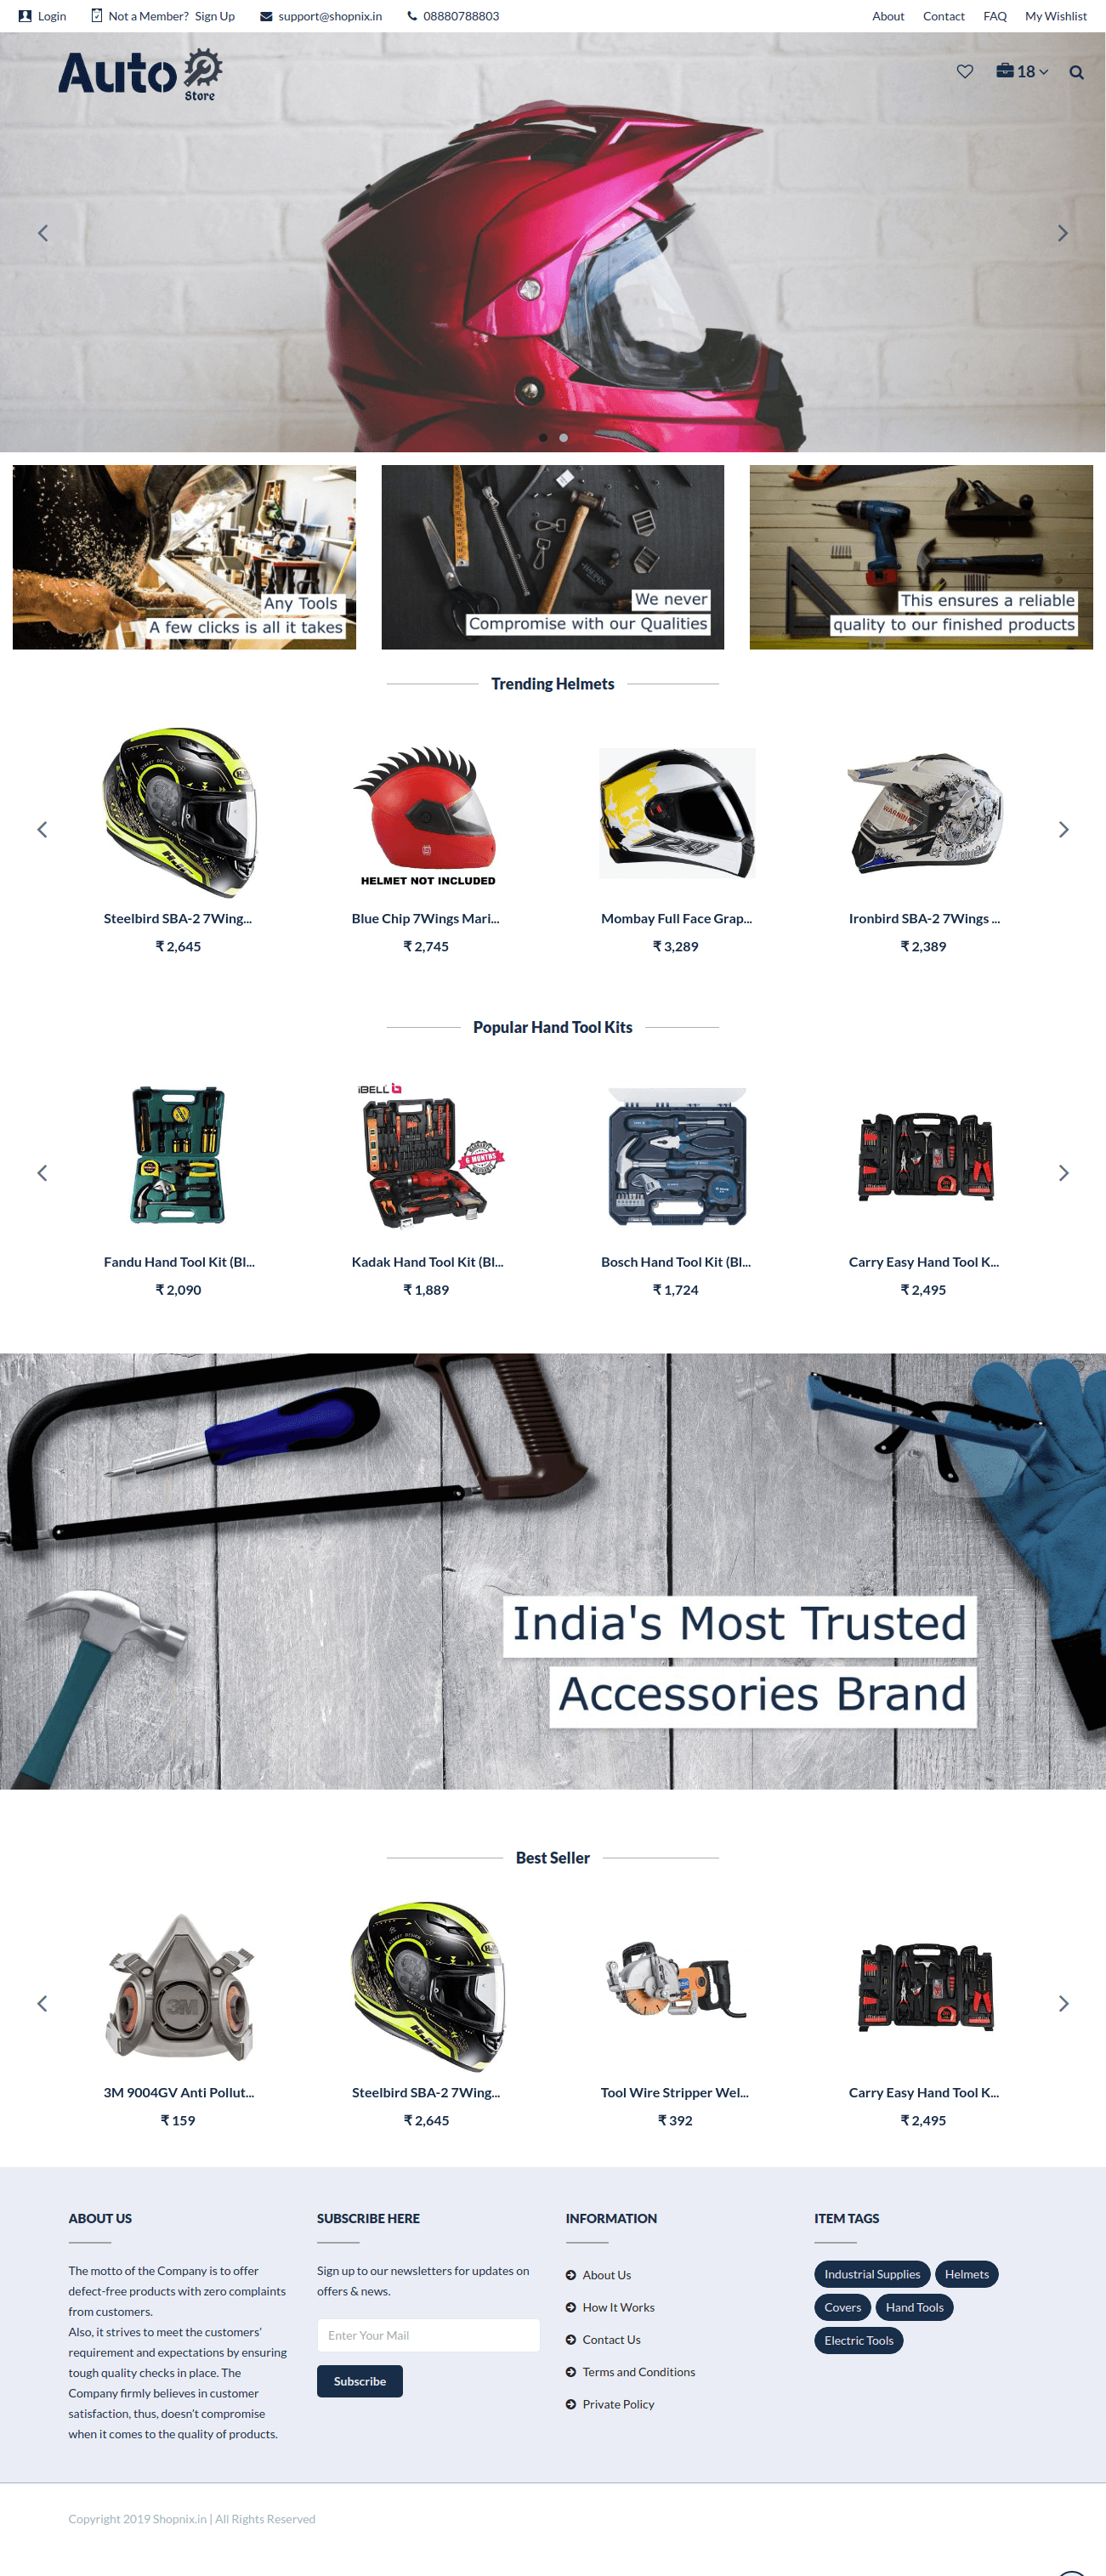 Login Not a Member? Sign Up support@shopnix.in 08880788803 About Contact FAQ My Wishlist
Auto
Store
18
Any Tools
A few clicks is all it takes
We never
Compromise with our Qualities
This ensures a reliable
quality to our finished products
Trending Helmets
HELMET NOT INCLUDED
Steelbird SBA-2 7Wing... Blue Chip 7Wings Mari... Mombay Full Face Grap... Ironbird SBA-2 7Wings ...
₹ 2,645 ₹ 2,745 ₹ 3,289 ₹ 2,389
Popular Hand Tool Kits
iBELL
6 MONTHS
Fandu Hand Tool Kit (Bl... Kadak Hand Tool Kit (Bl... Bosch Hand Tool Kit (Bl... Carry Easy Hand Tool K...
₹ 2,090 ₹ 1,889 ₹ 1,724 ₹ 2,495
India's Most Trusted
Accessories Brand
Best Seller
3M
3M 9004GV Anti Pollut... Steelbird SBA-2 7Wing... Tool Wire Stripper Wel... Carry Easy Hand Tool K...
₹ 159 ₹ 2,645 ₹ 392 ₹ 2,495
ABOUT US
The motto of the Company is to offer
defect-free products with zero complaints
from customers.
Also, it strives to meet the customers'
requirement and expectations by ensuring
tough quality checks in place. The
Company firmly believes in customer
satisfaction, thus, doesn't compromise
when it comes to the quality of products.
SUBSCRIBE HERE
Sign up to our newsletters for updates on
offers & news.
Enter Your Mail
Subscribe
INFORMATION
About Us
How It Works
Contact Us
Terms and Conditions
Private Policy
ITEM TAGS
Industrial Supplies Helmets
Covers Hand Tools
Electric Tools
Copyright 2019 Shopnix.in | All Rights Reserved